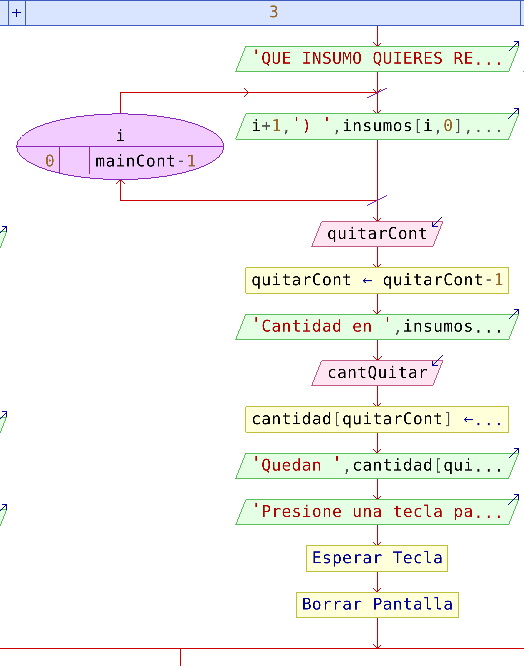 +
3
'QUE INSUMO QUIERES RE...
i+1,') ',insumos[i,0],...
i
0
mainCont-1
quitarCont
quitarCont ← quitarCont-1
'Cantidad en ',insumos...
cantQuitar
cantidad[quitarCont] ←...
'Quedan ',cantidad[qui...
'Presione una tecla pa...
Esperar Tecla
Borrar Pantalla